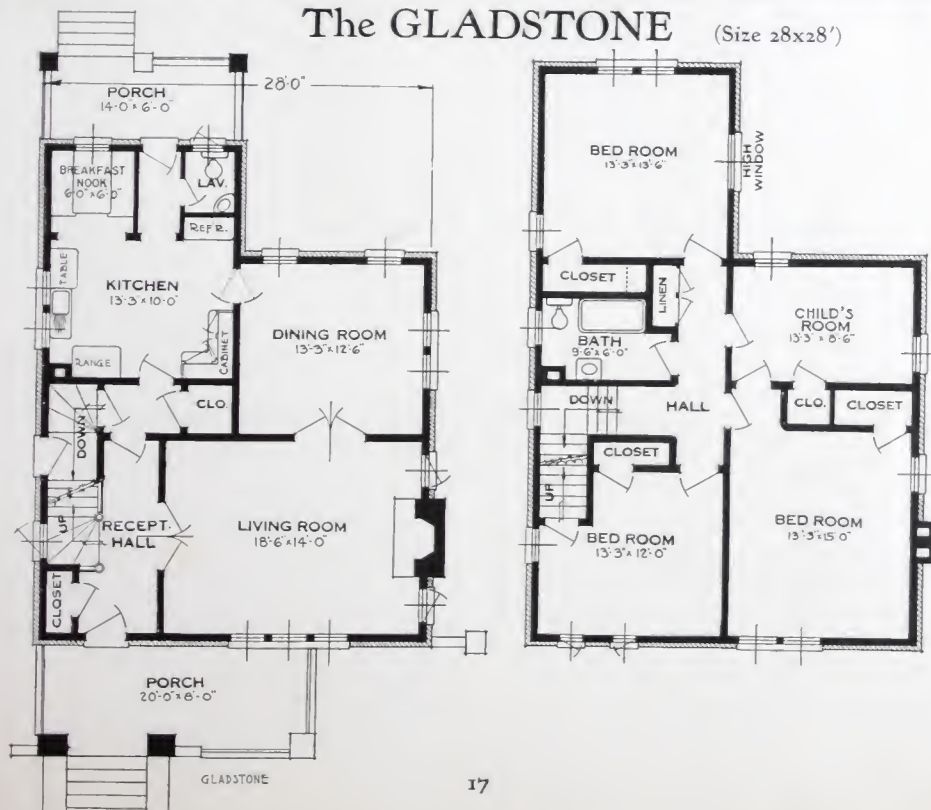 The GLADSTONE (Size 28x28')
28'-0"
PORCH
14'-0" x 6'-0"
BREAKFAST
NOOK
6'-0" x 6'-0"
LAV.
REFR.
TABLE
KITCHEN
13'-3" x 10'-0"
RANGE
CABINET
DINING ROOM
13'-3" x 12'-6"
CLO.
DOWN
UP
RECEPT.
HALL
LIVING ROOM
18'-6" x 14'-0"
CLOSET
PORCH
20'-0" x 8'-0"
GLADSTONE
BED ROOM
13'-3" x 13'-6"
HIGH
WINDOW
CLOSET
LINEN
BATH
9'-6" x 6'-0"
CHILD'S
ROOM
13'-3" x 8'-6"
DOWN
HALL
CLO.
CLOSET
CLOSET
UP
BED ROOM
13'-3" x 12'-0"
BED ROOM
13'-3" x 15'-0"
17